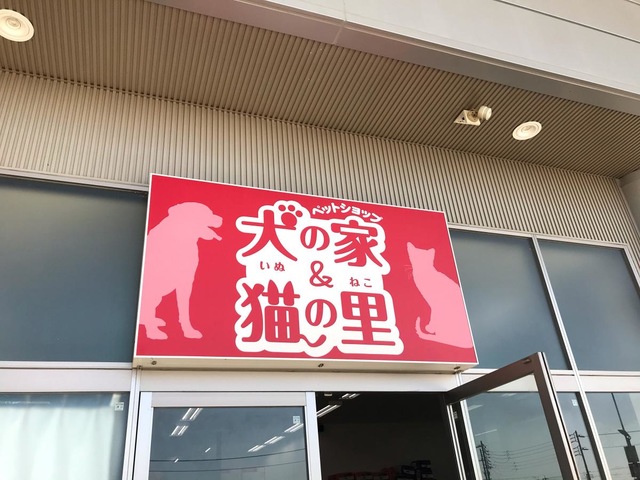 ペットショップ
犬の家
いぬ & ねこ
猫の里